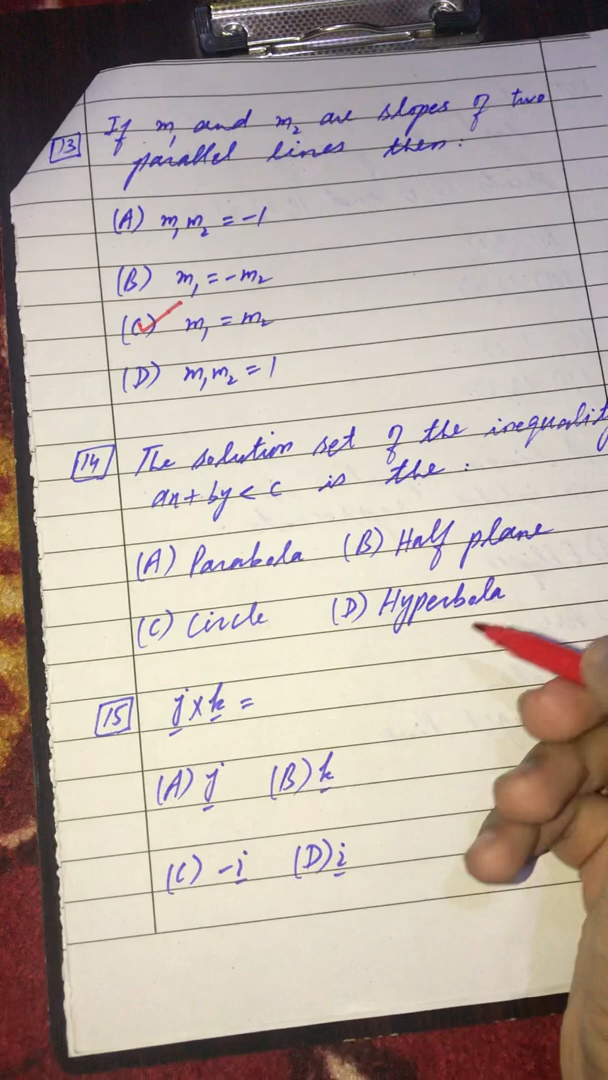 13 If m₁ and m₂ are slopes of two
parallel lines then:
(A) m₁m₂ = -1
(B) m₁ = -m₂
(C) m₁ = m₂
(D) m₁m₂ = 1
14 The solution set of the inequality
ax + by < c is the :
(A) Parabola (B) Half plane
(C) Circle (D) Hyperbola
15 j × k =
(A) j (B) k
(C) -i (D) i